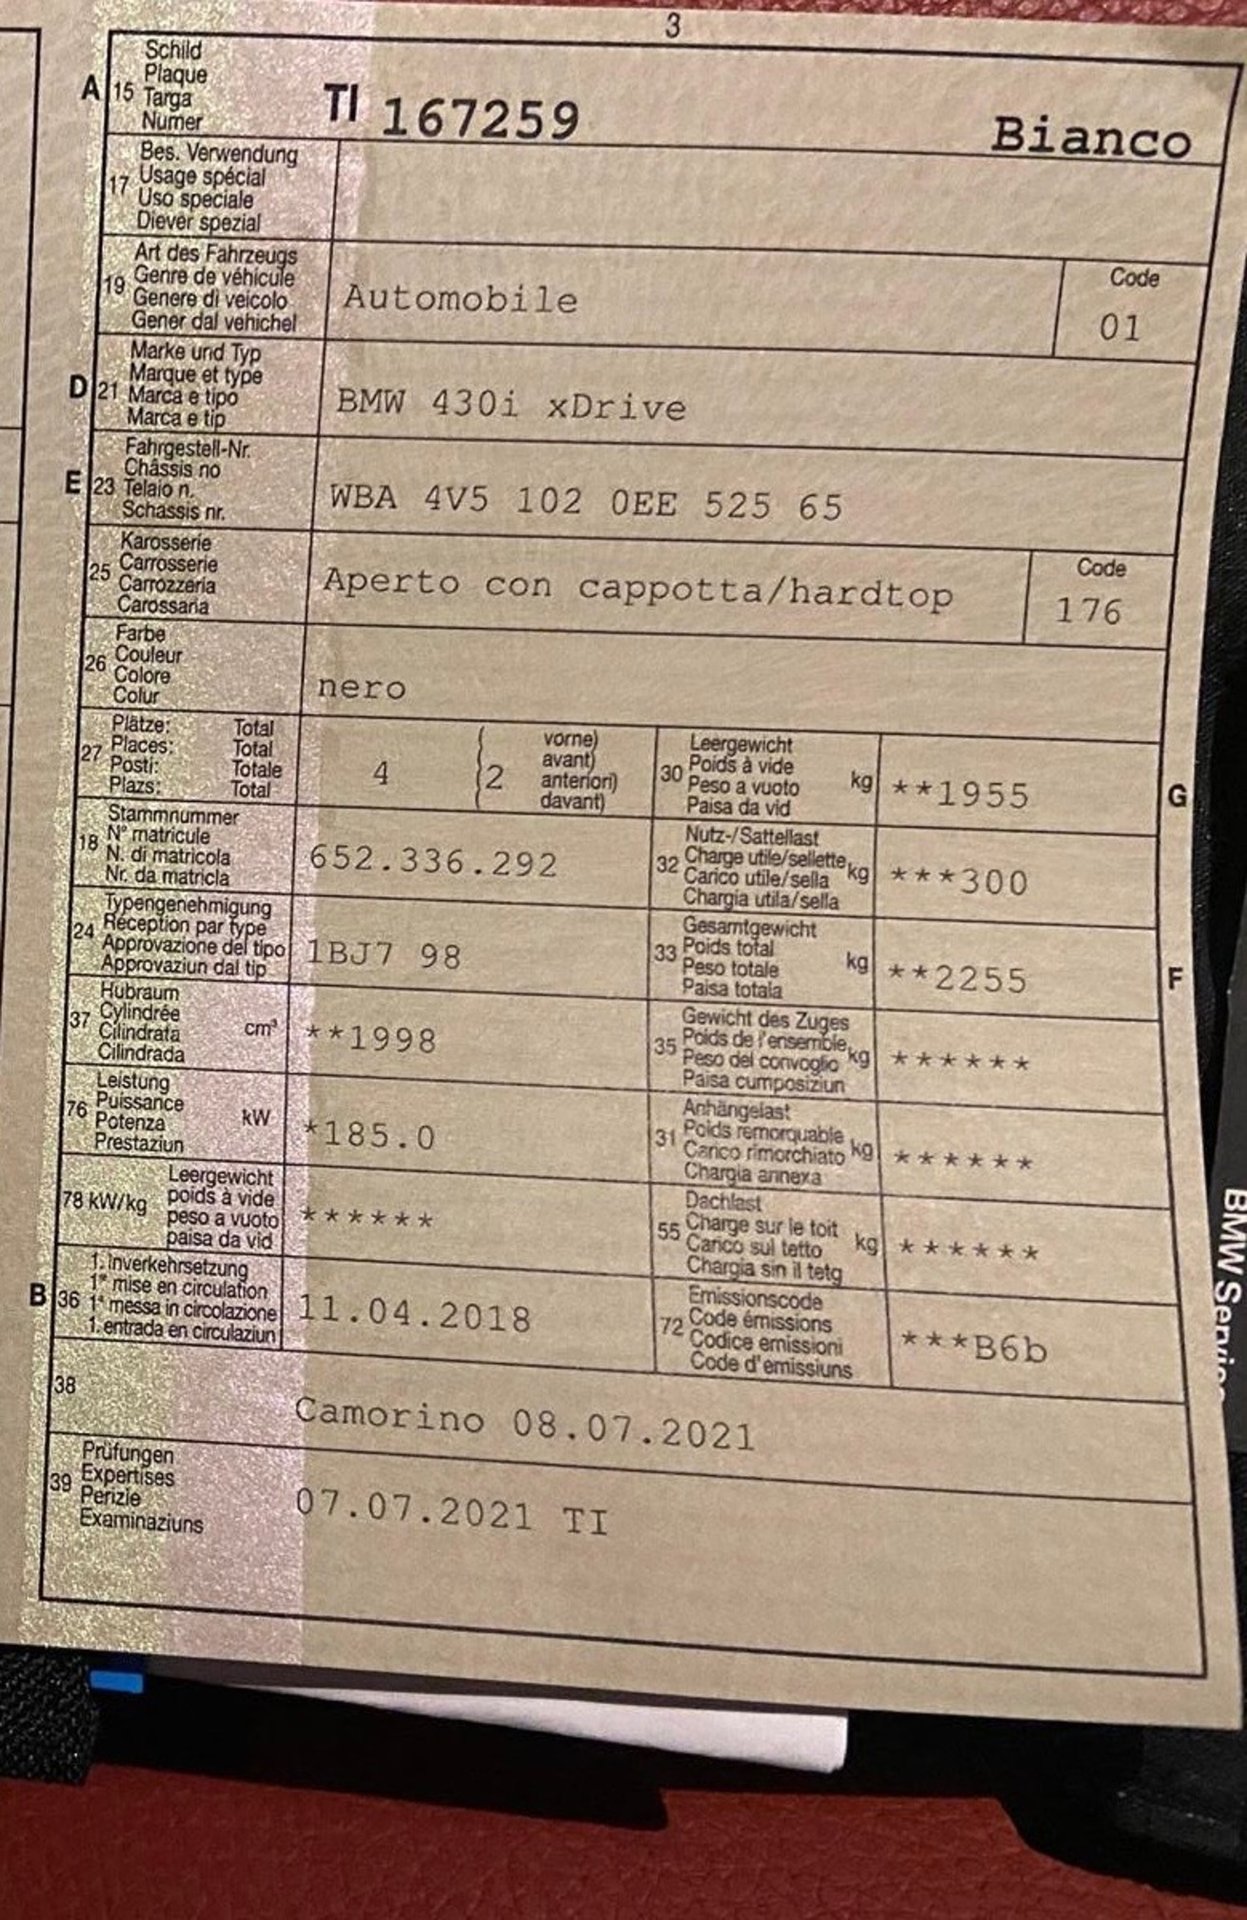 3
A 15 Schild
Plaque
Targa
Numer
TI 167259 Bianco
17 Bes. Verwendung
Usage spécial
Uso speciale
Diever spezial
19 Art des Fahrzeugs
Genre de véhicule
Genere di veicolo
Gener dal vehichel
Automobile
Code
01
D 21 Marke und Typ
Marque et type
Marca e tipo
Marca e tip
BMW 430i xDrive
E 23 Fahrgestell-Nr.
Châssis no
Telaio n.
Schassis nr.
WBA 4V5 102 0EE 525 65
25 Karosserie
Carrosserie
Carrozzeria
Carossaria
Aperto con cappotta/hardtop
Code
176
26 Farbe
Couleur
Colore
Colur
nero
27 Plätze: Total
Places: Total
Posti: Totale
Plazs: Total
4 { 2
vorne)
avant)
anteriori)
davant)
30 Leergewicht
Poids à vide
Peso a vuoto
Paisa da vid
kg **1955 G
18 Stammnummer
N° matricule
N. di matricola
Nr. da matricla
652.336.292
32 Nutz-/Sattellast
Charge utile/sellette
Carico utile/sella
Chargia utila/sella
kg ***300
24 Typengenehmigung
Réception par type
Approvazione del tipo
Approvaziun dal tip
1BJ7 98
33 Gesamtgewicht
Poids total
Peso totale
Paisa totala
kg **2255 F
37 Hubraum
Cylindrée
Cilindrata
Cilindrada
cm³ **1998
35 Gewicht des Zuges
Poids de l'ensemble
Peso del convoglio
Paisa cumposiziun
kg ******
76 Leistung
Puissance
Potenza
Prestaziun
kW *185.0
31 Anhängelast
Poids remorquable
Carico rimorchiato
Chargia annexa
kg ******
78 kW/kg Leergewicht
poids à vide
peso a vuoto
paisa da vid
******
55 Dachlast
Charge sur le toit
Carico sul tetto
Chargia sin il tetg
kg ******
B 36 1. Inverkehrsetzung
1re mise en circulation
1a messa in circolazione
1. entrada en circulaziun
11.04.2018
72 Emissionscode
Code émissions
Codice emissioni
Code d'emissiuns
***B6b
38
Camorino 08.07.2021
39 Prüfungen
Expertises
Perizie
Examinaziuns
07.07.2021 TI
BMW Service